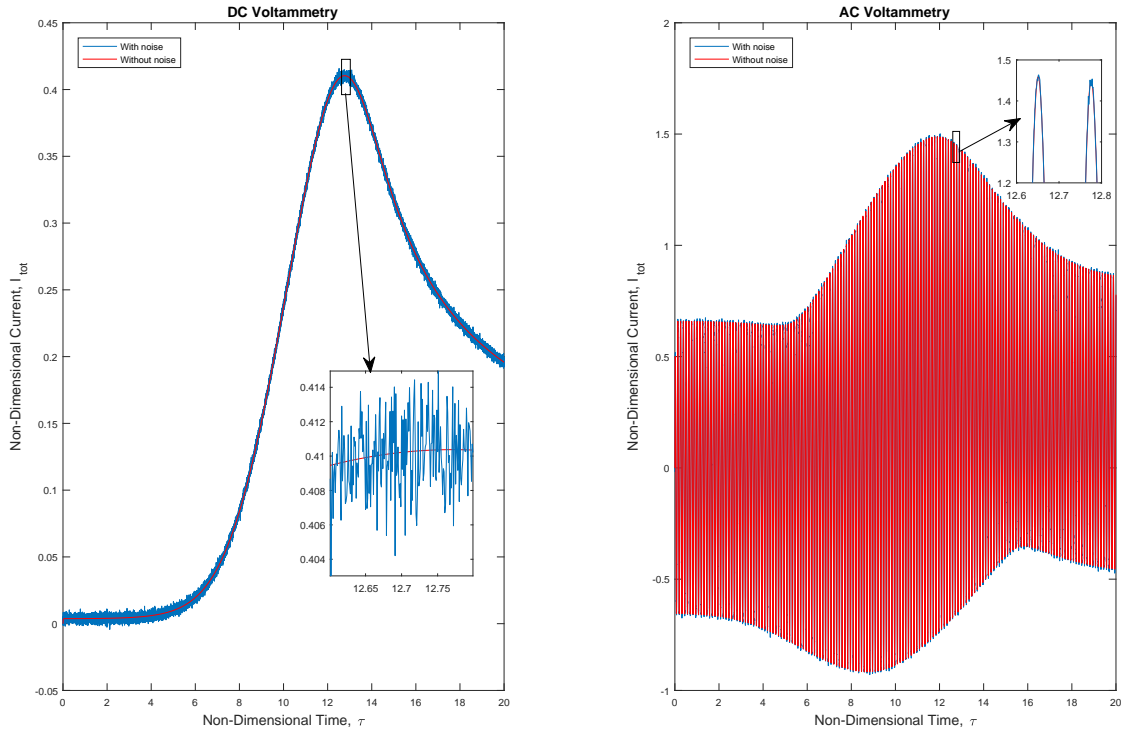 DC Voltammetry
With noise
Without noise
0.45
0.4
0.35
0.3
0.25
0.2
0.15
0.1
0.05
0
-0.05
Non-Dimensional Current, I_tot
0.414
0.412
0.41
0.408
0.406
0.404
12.65 12.7 12.75
0 2 4 6 8 10 12 14 16 18 20
Non-Dimensional Time, τ
AC Voltammetry
With noise
Without noise
2
1.5
1
0.5
0
-0.5
-1
Non-Dimensional Current, I_tot
1.5
1.4
1.3
1.2
12.6 12.7 12.8
0 2 4 6 8 10 12 14 16 18 20
Non-Dimensional Time, τ